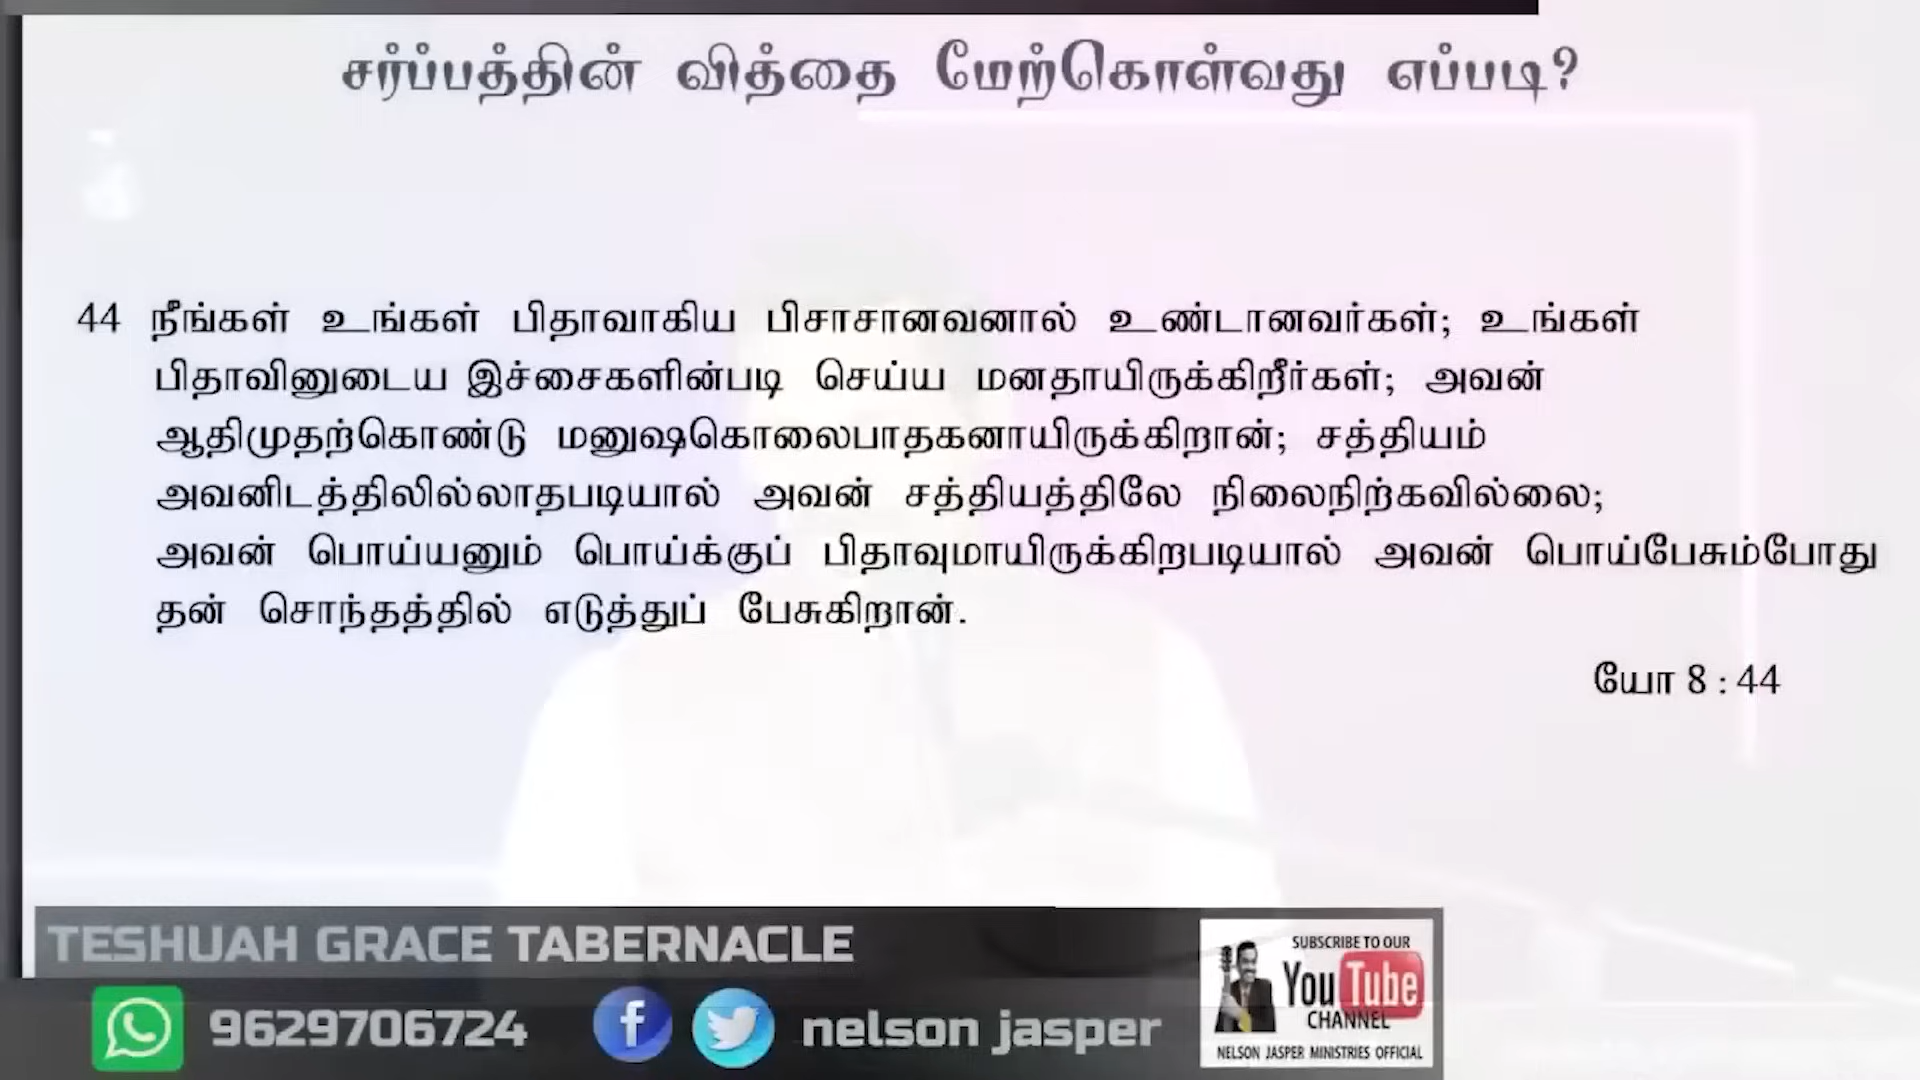 சர்ப்பத்தின் வித்தை மேற்கொள்வது எப்படி?
44 நீங்கள் உங்கள் பிதாவாகிய பிசாசானவனால் உண்டானவர்கள்; உங்கள்
பிதாவினுடைய இச்சைகளின்படி செய்ய மனதாயிருக்கிறீர்கள்; அவன்
ஆதிமுதற்கொண்டு மனுஷகொலைபாதகனாயிருக்கிறான்; சத்தியம்
அவனிடத்திலில்லாதபடியால் அவன் சத்தியத்திலே நிலைநிற்கவில்லை;
அவன் பொய்யனும் பொய்க்குப் பிதாவுமாயிருக்கிறபடியால் அவன் பொய்பேசும்போது
தன் சொந்தத்தில் எடுத்துப் பேசுகிறான்.
யோ 8 : 44
TESHUAH GRACE TABERNACLE
9629706724 nelson jasper
SUBSCRIBE TO OUR
YouTube
CHANNEL
NELSON JASPER MINISTRIES OFFICIAL